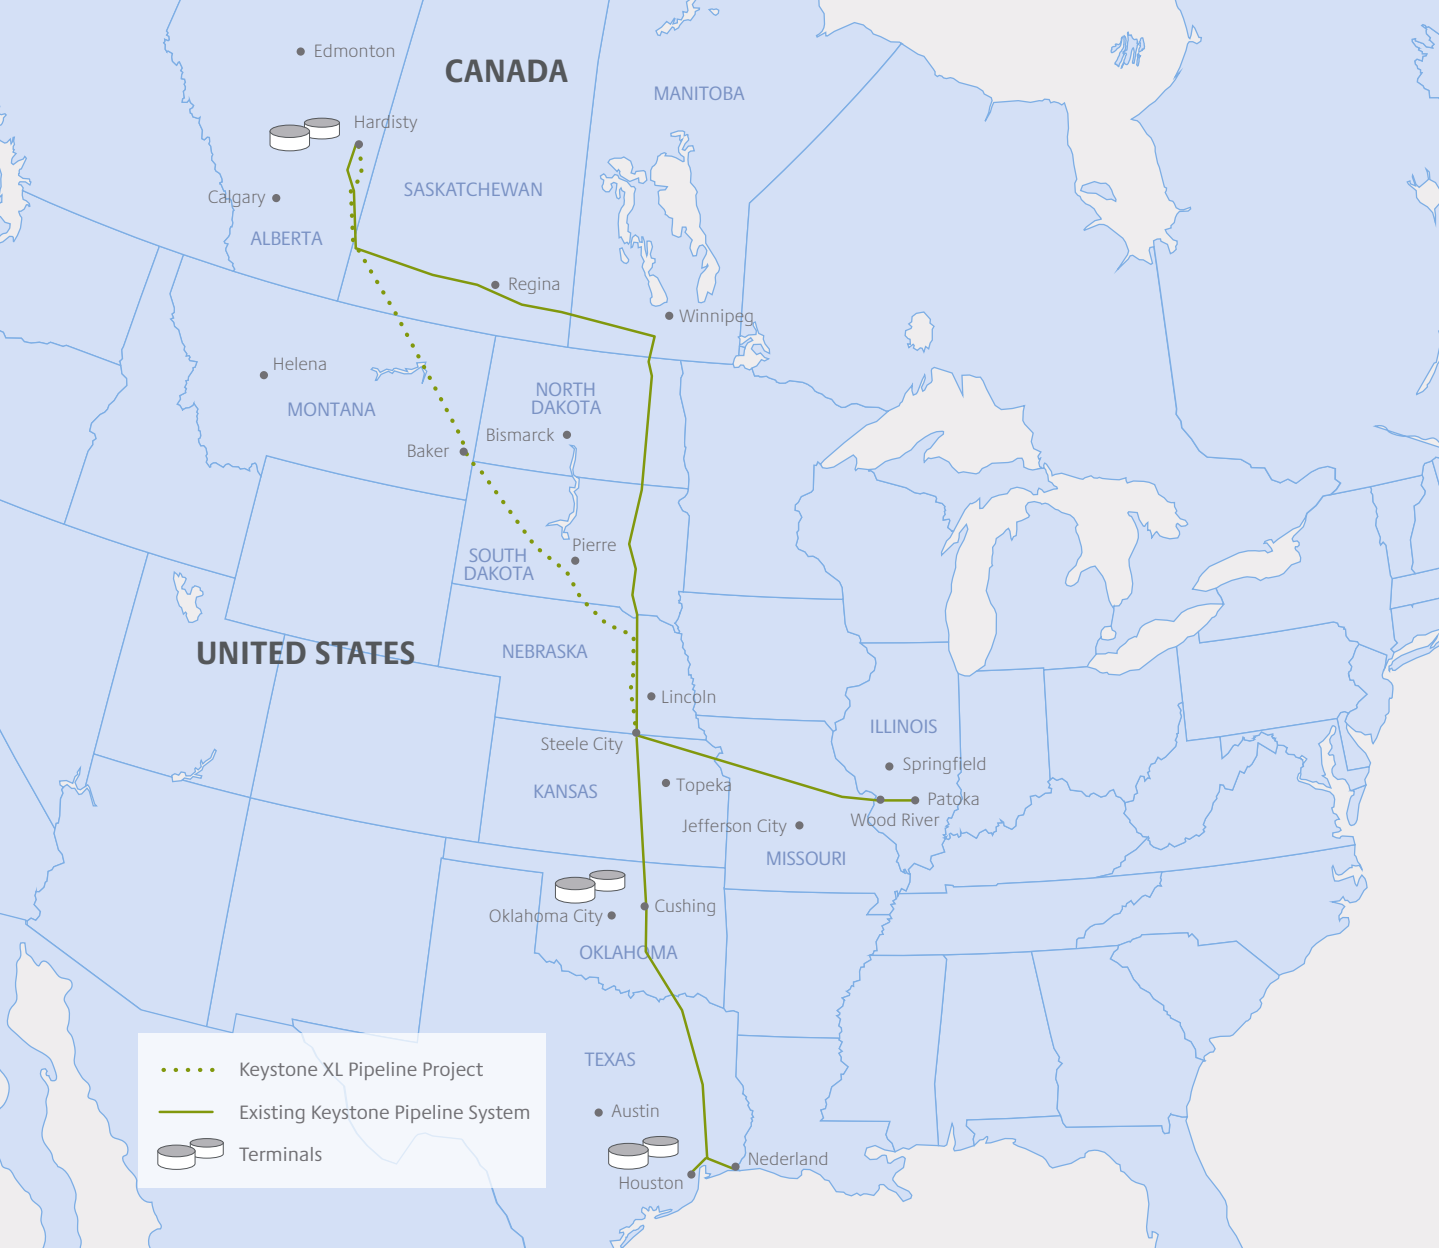 Edmonton
CANADA
MANITOBA
Hardisty
SASKATCHEWAN
Calgary
ALBERTA
Regina
Winnipeg
Helena
MONTANA
NORTH
DAKOTA
Bismarck
Baker
Pierre
SOUTH
DAKOTA
UNITED STATES
NEBRASKA
Lincoln
ILLINOIS
Steele City
Springfield
KANSAS
Topeka
Patoka
Wood River
Jefferson City
MISSOURI
Cushing
Oklahoma City
OKLAHOMA
TEXAS
Keystone XL Pipeline Project
Existing Keystone Pipeline System
Terminals
Austin
Nederland
Houston